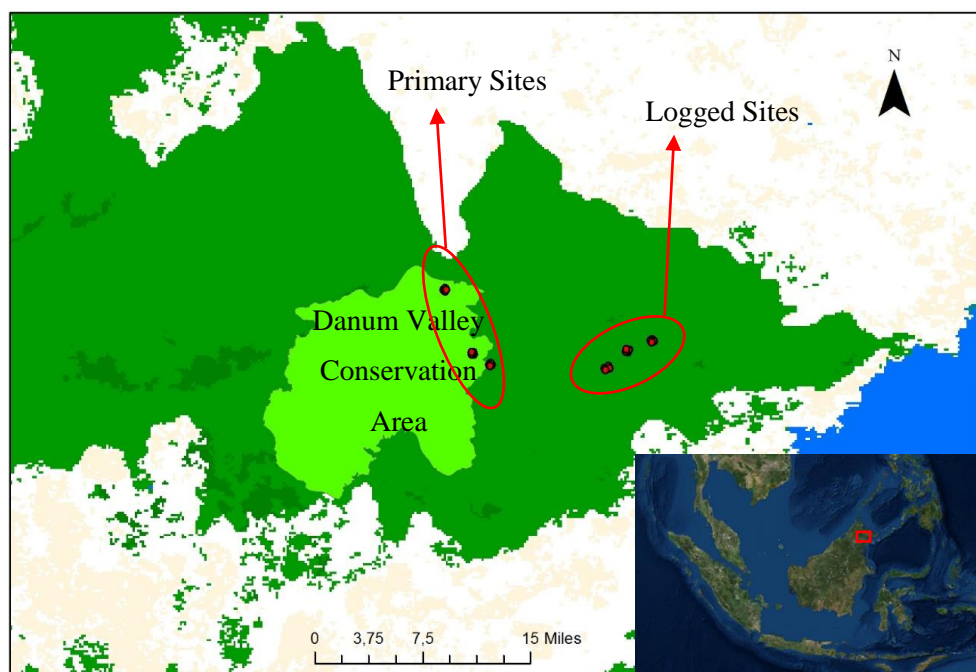 Primary Sites
N
Logged Sites
Danum Valley
Conservation
Area
0 3,75 7,5 15 Miles